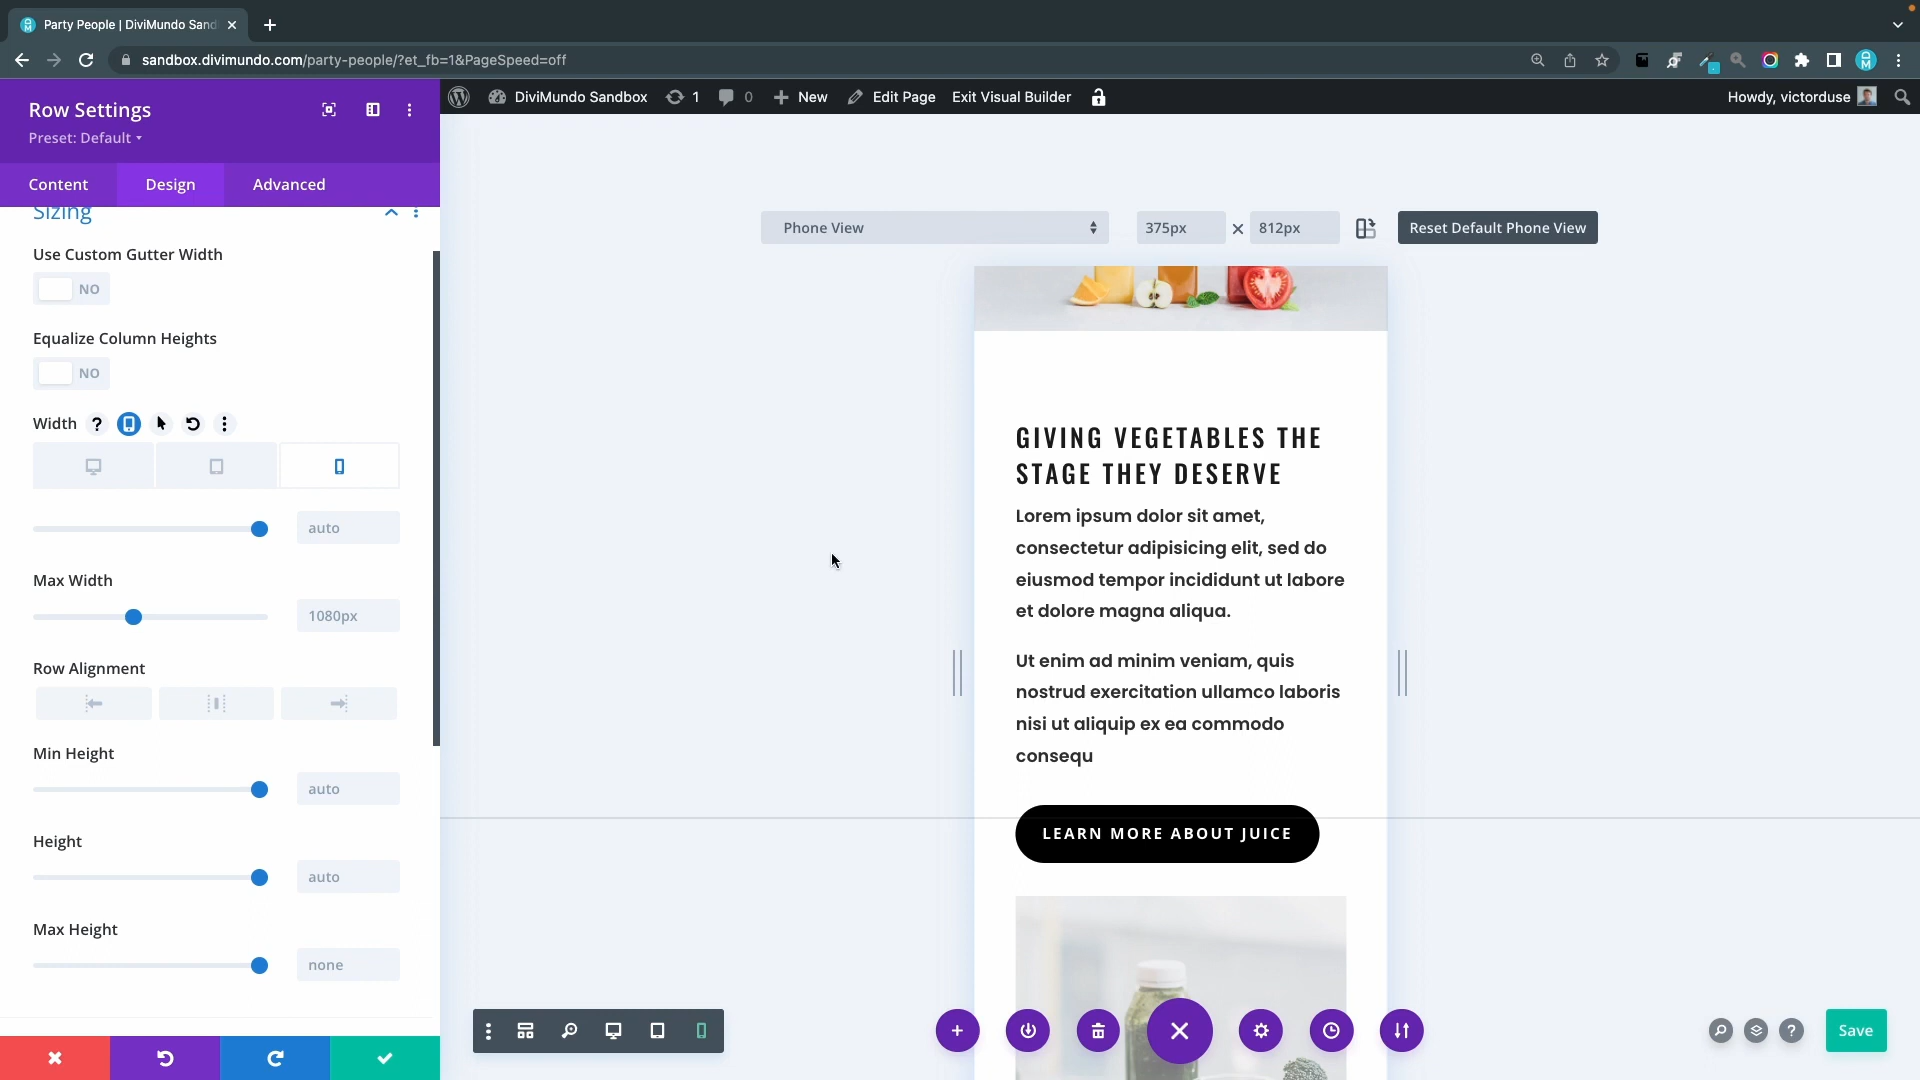 Party People | DiviMundo Sand
sandbox.divimundo.com/party-people/?et_fb=1&PageSpeed=off
Row Settings
Preset: Default
Content
Design
Advanced
DiviMundo Sandbox
1
0
New
Edit Page
Exit Visual Builder
Howdy, victorduse
Sizing
Use Custom Gutter Width
NO
Equalize Column Heights
NO
Width
auto
Max Width
1080px
Row Alignment
Min Height
auto
Height
auto
Max Height
none
Phone View
375px
812px
Reset Default Phone View
GIVING VEGETABLES THE
STAGE THEY DESERVE
Lorem ipsum dolor sit amet,
consectetur adipisicing elit, sed do
eiusmod tempor incididunt ut labore
et dolore magna aliqua.
Ut enim ad minim veniam, quis
nostrud exercitation ullamco laboris
nisi ut aliquip ex ea commodo
consequ
LEARN MORE ABOUT JUICE
Save